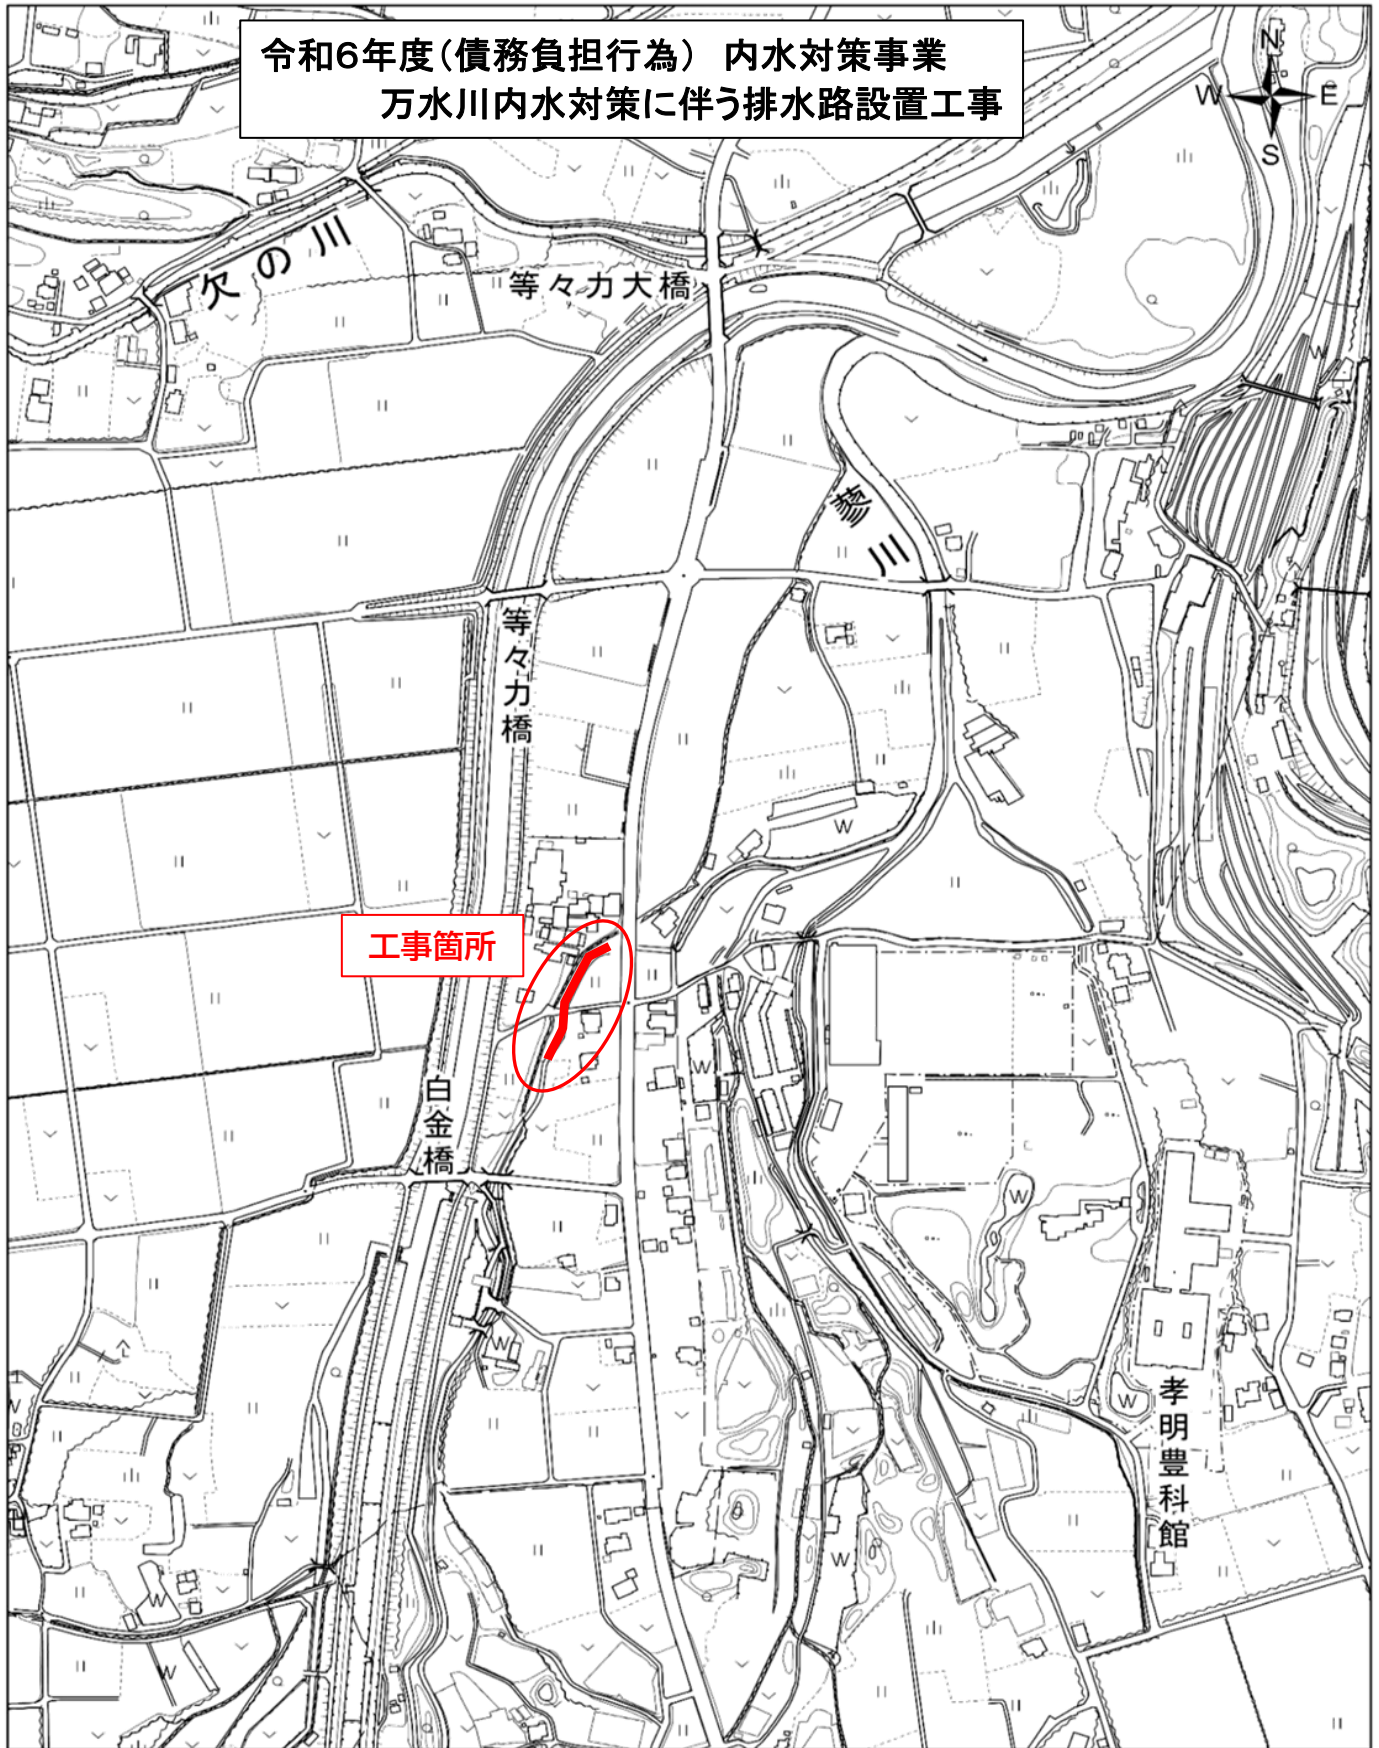 令和6年度(債務負担行為) 内水対策事業
万水川内水対策に伴う排水路設置工事
N
W E
S
欠の川
等々力大橋
蓼川
等々力橋
工事箇所
白金橋
孝明豊科館
W
W
W
W
W
W
W
W
W
W